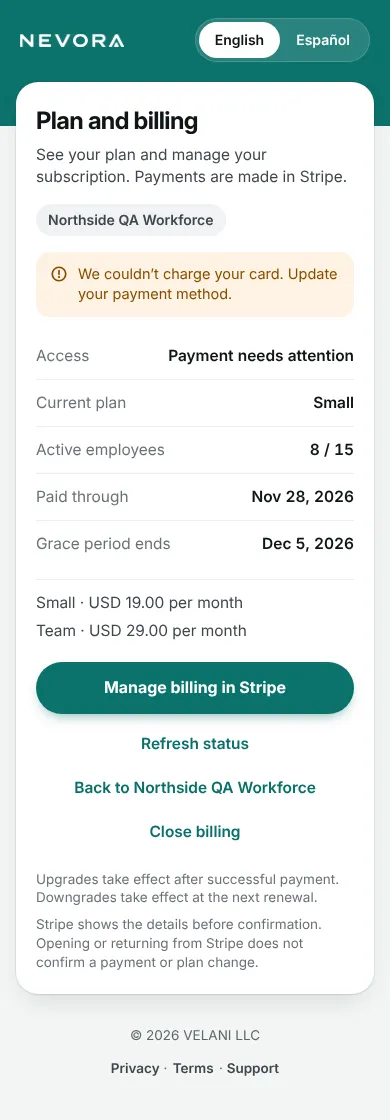 NEVORA
English
Español
Plan and billing
See your plan and manage your
subscription. Payments are made in Stripe.
Northside QA Workforce
We couldn’t charge your card. Update
your payment method.
Access Payment needs attention
Current plan Small
Active employees 8 / 15
Paid through Nov 28, 2026
Grace period ends Dec 5, 2026
Small · USD 19.00 per month
Team · USD 29.00 per month
Manage billing in Stripe
Refresh status
Back to Northside QA Workforce
Close billing
Upgrades take effect after successful payment.
Downgrades take effect at the next renewal.
Stripe shows the details before confirmation.
Opening or returning from Stripe does not
confirm a payment or plan change.
© 2026 VELANI LLC
Privacy · Terms · Support